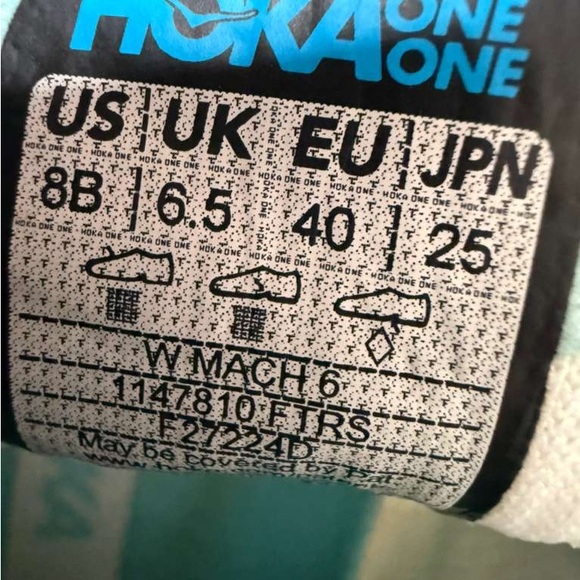 HOKA ONE ONE
US UK EU JPN
8B 6.5 40 25
W MACH 6
1147810 FTRS
F27224D
May be covered by Pat